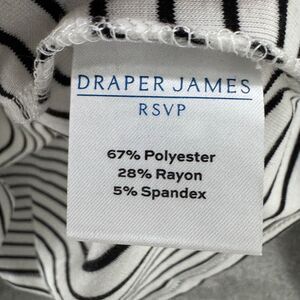 DRAPER JAMES
RSVP
67% Polyester
28% Rayon
5% Spandex